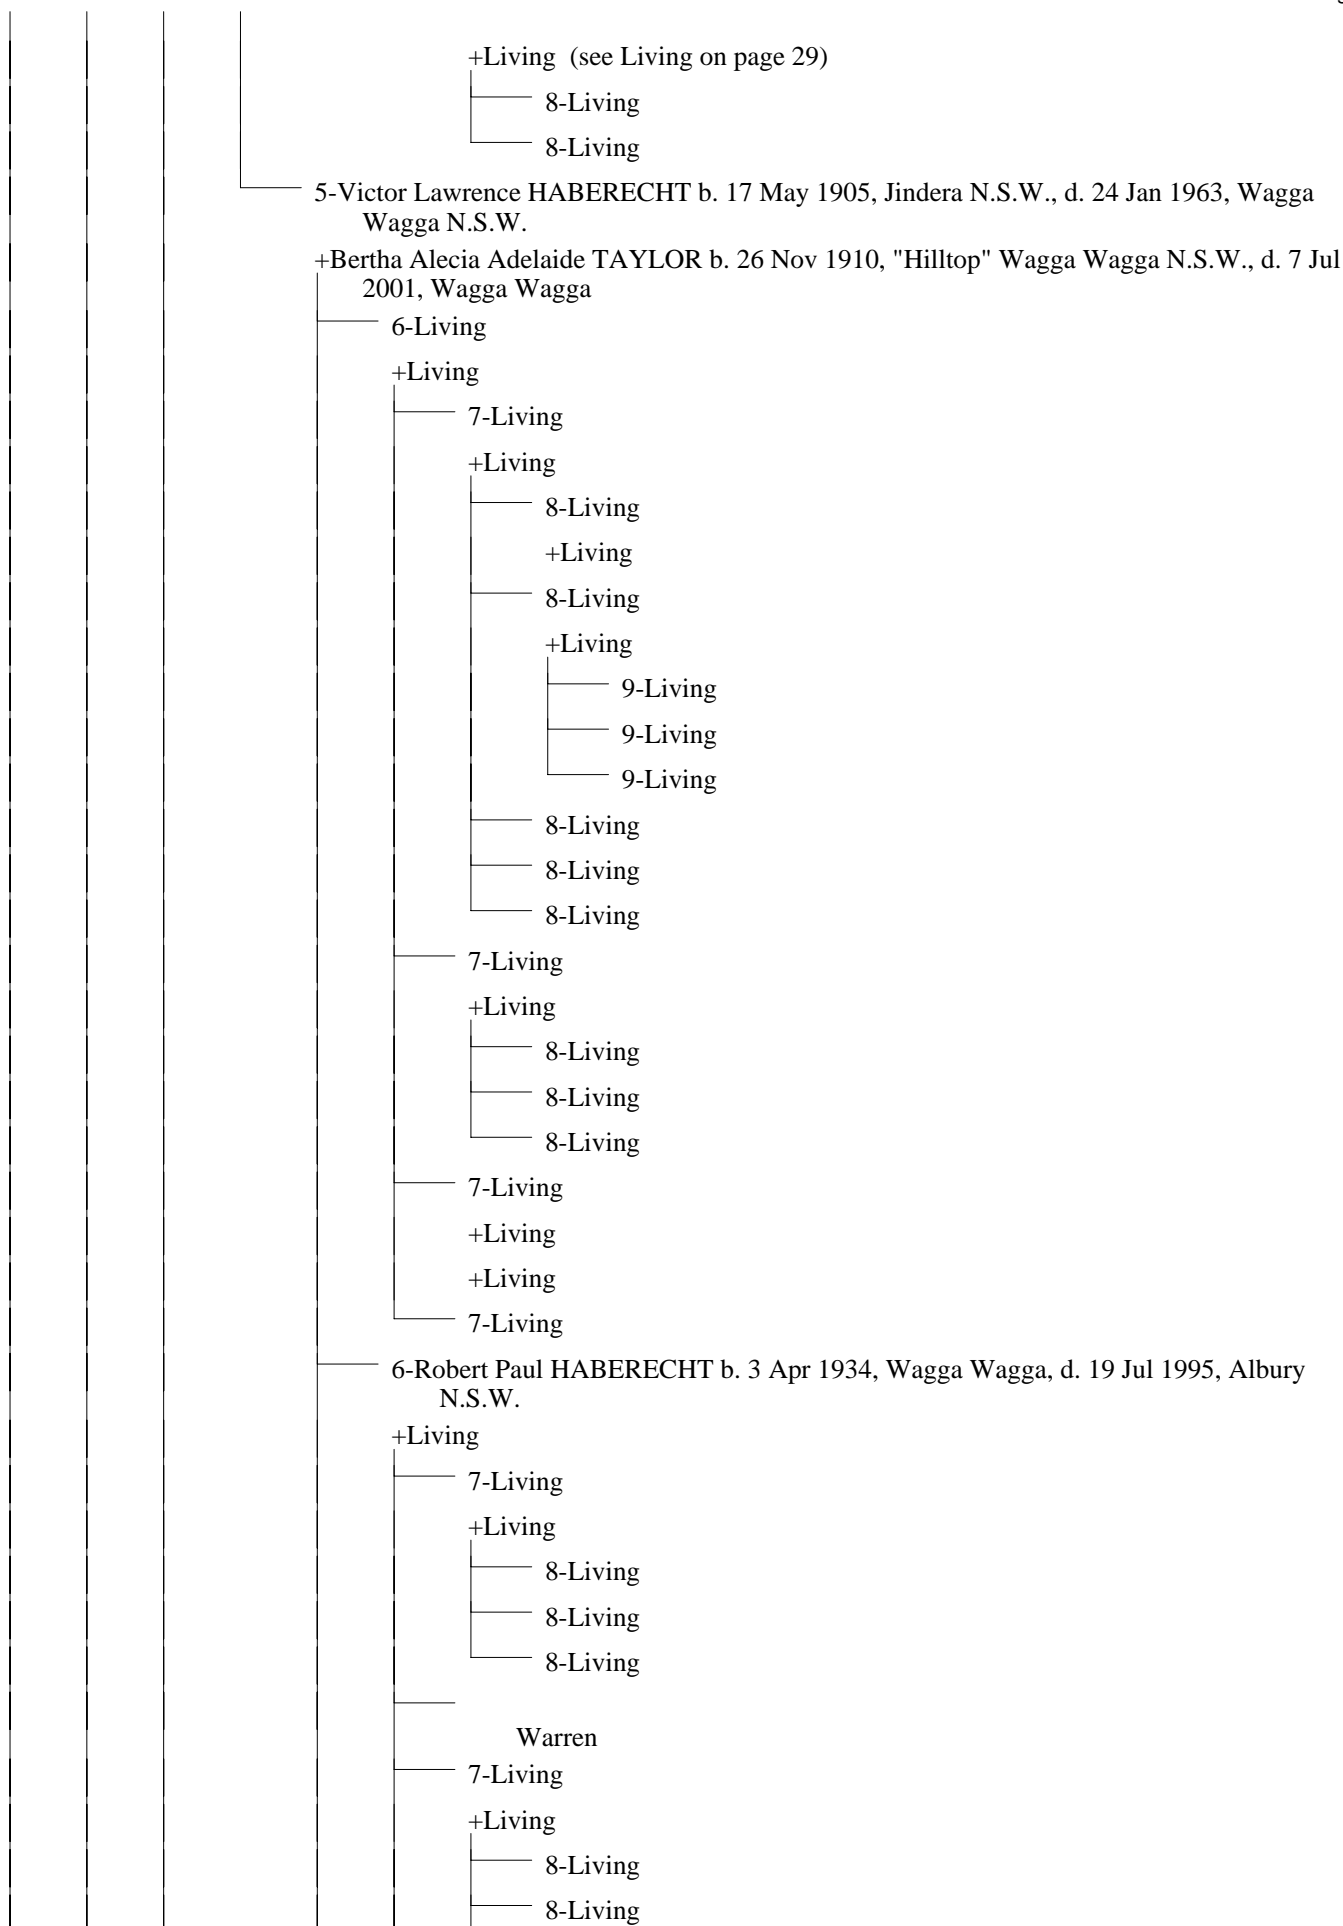 +Living (see Living on page 29)
8-Living
8-Living
5-Victor Lawrence HABERECHT b. 17 May 1905, Jindera N.S.W., d. 24 Jan 1963, Wagga
Wagga N.S.W.
+Bertha Alecia Adelaide TAYLOR b. 26 Nov 1910, "Hilltop" Wagga Wagga N.S.W., d. 7 Jul
2001, Wagga Wagga
6-Living
+Living
7-Living
+Living
8-Living
+Living
8-Living
+Living
9-Living
9-Living
9-Living
8-Living
8-Living
8-Living
7-Living
+Living
8-Living
8-Living
8-Living
7-Living
+Living
+Living
7-Living
6-Robert Paul HABERECHT b. 3 Apr 1934, Wagga Wagga, d. 19 Jul 1995, Albury
N.S.W.
+Living
7-Living
+Living
8-Living
8-Living
8-Living
Warren
7-Living
+Living
8-Living
8-Living